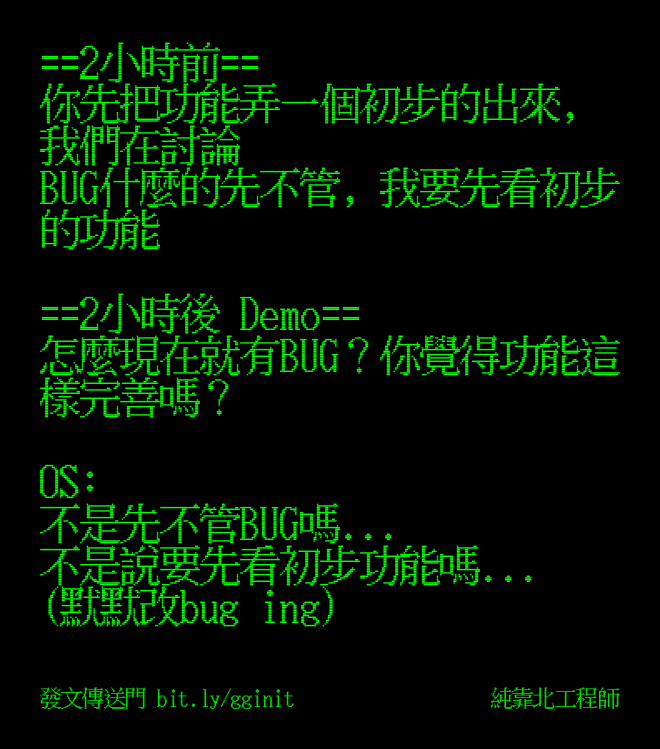 ==2小時前==
你先把功能弄一個初步的出來,
我們在討論
BUG什麼的先不管, 我要先看初步
的功能
==2小時後 Demo==
怎麼現在就有BUG？你覺得功能這
樣完善嗎？
OS:
不是先不管BUG嗎...
不是說要先看初步功能嗎...
(默默改bug ing)
發文傳送門 bit.ly/gginit
純靠北工程師